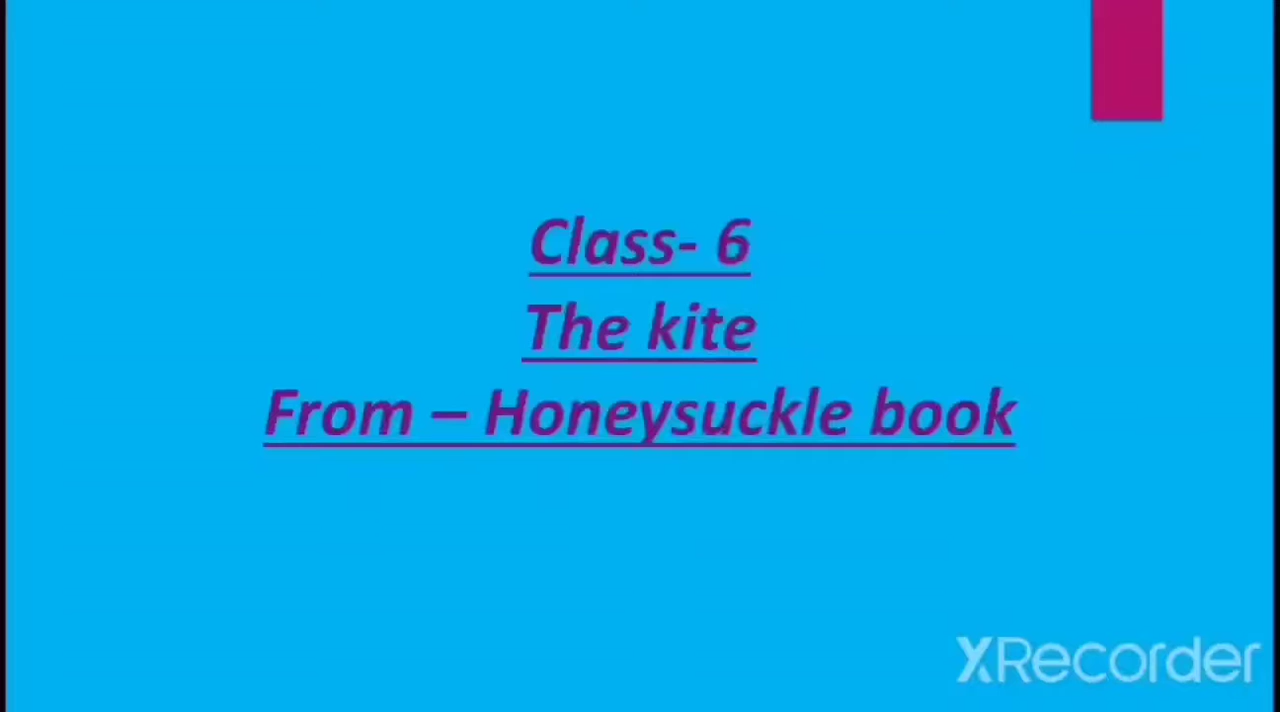 Class- 6
The kite
From – Honeysuckle book
XRecorder